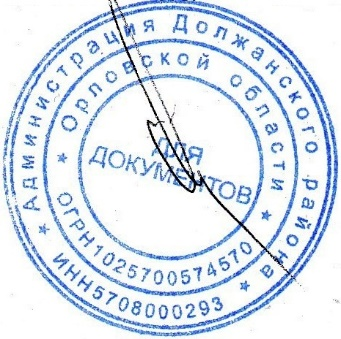 * Администрация Должанского района *
* Орловской области *
ДЛЯ
ДОКУМЕНТОВ
ОГРН1025700574570
ИНН5708000293